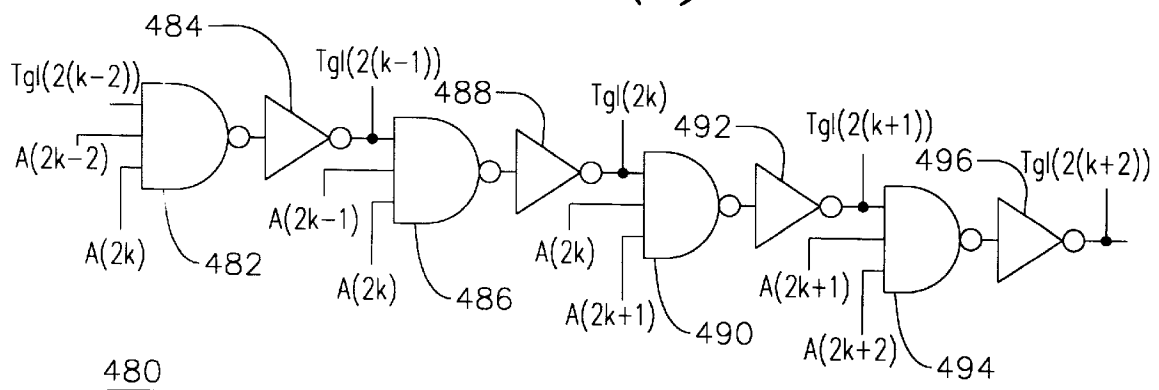 484
Tgl(2(k-2))
Tgl(2(k-1))
488
Tgl(2k)
492
Tgl(2(k+1))
496
Tgl(2(k+2))
A(2k-2)
A(2k)
482
A(2k-1)
A(2k)
486
A(2k)
A(2k+1)
490
A(2k+1)
A(2k+2)
494
480